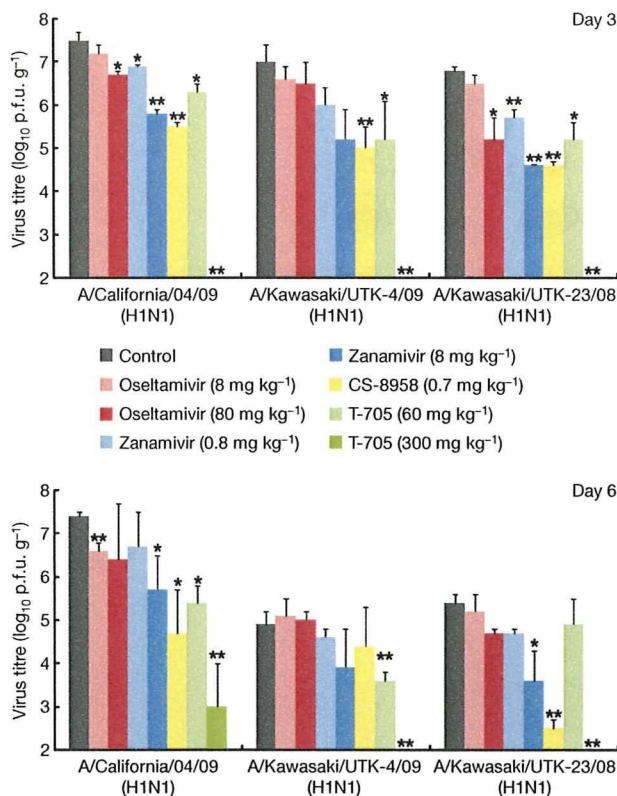 Day 3
Virus titre (log10 p.f.u. g−1)
8
7
6
5
4
3
2
*
*
**
**
*
**
**
*
**
*
**
**
**
*
**
A/California/04/09
(H1N1)
A/Kawasaki/UTK-4/09
(H1N1)
A/Kawasaki/UTK-23/08
(H1N1)
Control
Oseltamivir (8 mg kg−1)
Oseltamivir (80 mg kg−1)
Zanamivir (0.8 mg kg−1)
Zanamivir (8 mg kg−1)
CS-8958 (0.7 mg kg−1)
T-705 (60 mg kg−1)
T-705 (300 mg kg−1)
Day 6
Virus titre (log10 p.f.u. g−1)
8
7
6
5
4
3
2
**
*
*
*
**
**
**
*
**
**
A/California/04/09
(H1N1)
A/Kawasaki/UTK-4/09
(H1N1)
A/Kawasaki/UTK-23/08
(H1N1)